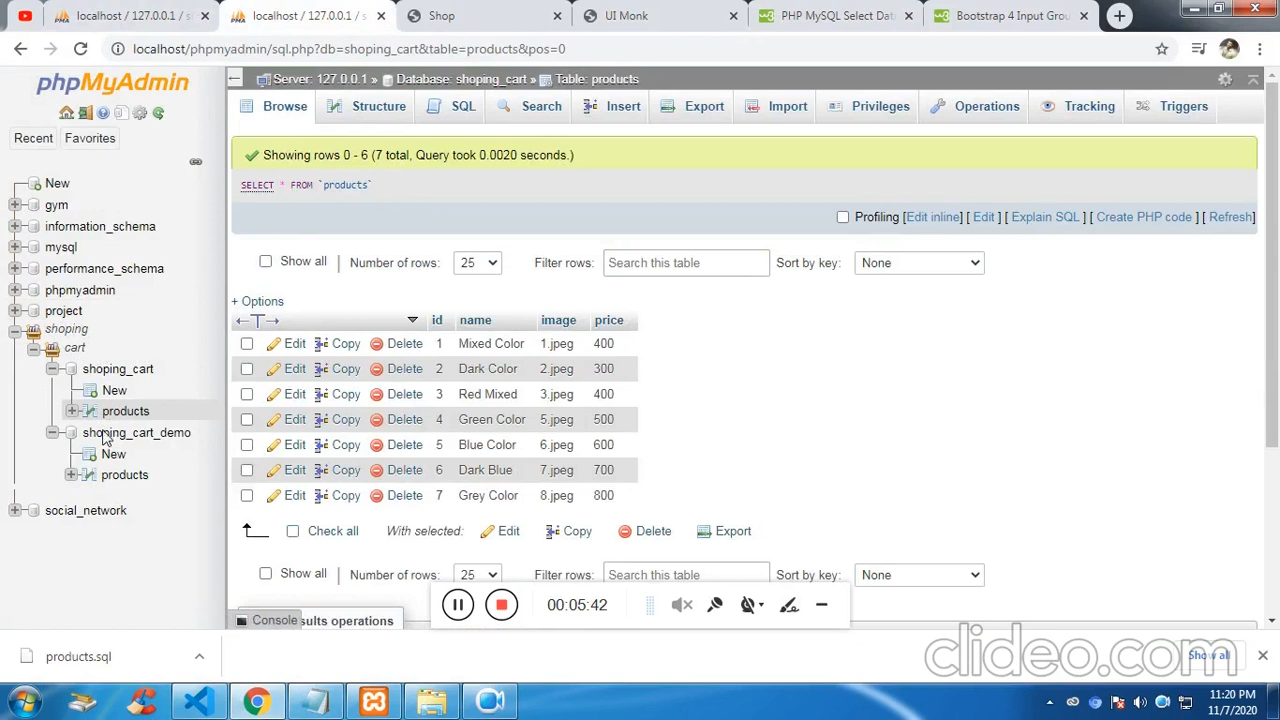 localhost / 127.0.0.1 / s
localhost / 127.0.0.1 / s
Shop
UI Monk
PHP MySQL Select Dat
Bootstrap 4 Input Grou
localhost/phpmyadmin/sql.php?db=shoping_cart&table=products&pos=0
phpMyAdmin
Recent
Favorites
New
gym
information_schema
mysql
performance_schema
phpmyadmin
project
shoping
cart
shoping_cart
New
products
shoping_cart_demo
New
products
social_network
Server: 127.0.0.1 » Database: shoping_cart » Table: products
Browse Structure SQL Search Insert Export Import Privileges Operations Tracking Triggers
Showing rows 0 - 6 (7 total, Query took 0.0020 seconds.)
SELECT * FROM `products`
Profiling [Edit inline] [ Edit ] [ Explain SQL ] [ Create PHP code ] [ Refresh]
Show all Number of rows: 25 Filter rows: Search this table Sort by key: None
+ Options
id name image price
Edit Copy Delete 1 Mixed Color 1.jpeg 400
Edit Copy Delete 2 Dark Color 2.jpeg 300
Edit Copy Delete 3 Red Mixed 3.jpeg 400
Edit Copy Delete 4 Green Color 5.jpeg 500
Edit Copy Delete 5 Blue Color 6.jpeg 600
Edit Copy Delete 6 Dark Blue 7.jpeg 700
Edit Copy Delete 7 Grey Color 8.jpeg 800
Check all With selected: Edit Copy Delete Export
Show all Number of rows: 25 Filter rows: Search this table Sort by key: None
Console
sults operations
00:05:42
products.sql
Show all
clideo.com
11:20 PM
11/7/2020